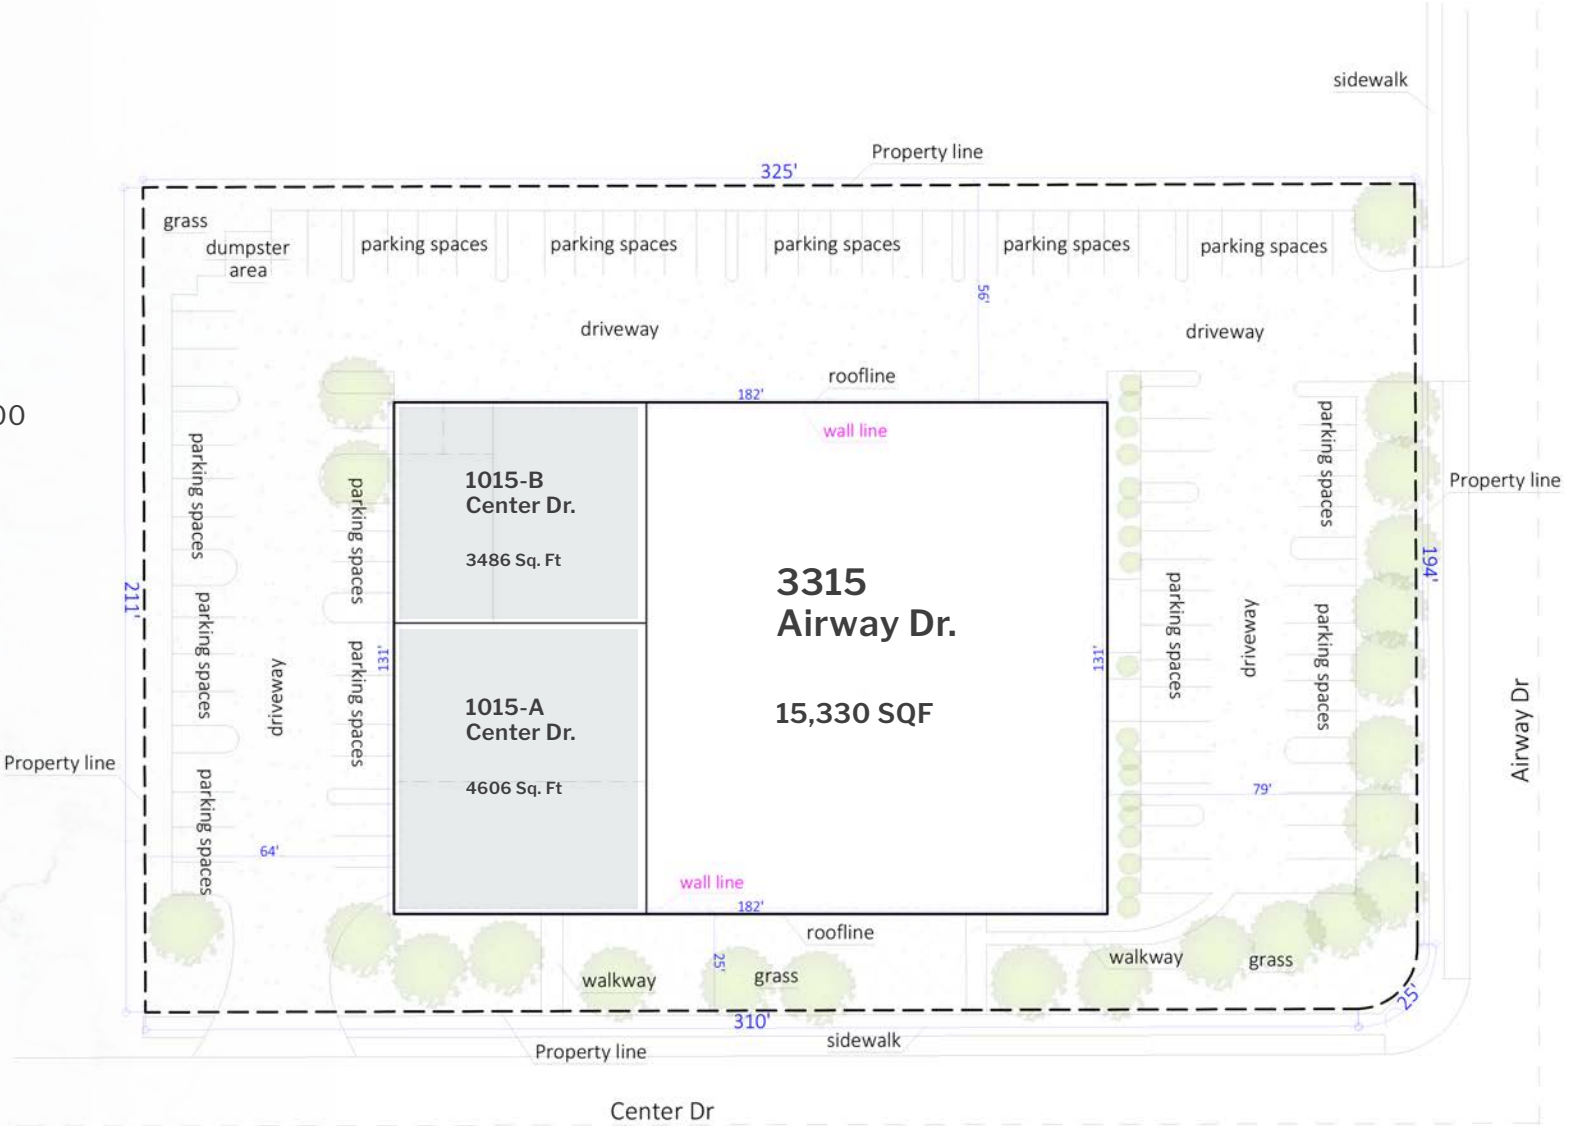 sidewalk
Property line
325'
grass
dumpster
area
parking spaces
parking spaces
parking spaces
parking spaces
parking spaces
56'
driveway
driveway
roofline
182'
wall line
00
parking spaces
parking spaces
parking spaces
1015-B
Center Dr.
3486 Sq. Ft
Property line
3315
Airway Dr.
15,330 SQF
211'
194'
parking spaces
driveway
parking spaces
131'
131'
parking spaces
driveway
parking spaces
1015-A
Center Dr.
4606 Sq. Ft
Airway Dr
Property line
parking spaces
79'
64'
wall line
182'
roofline
25'
walkway
grass
walkway
grass
25'
310'
sidewalk
Property line
Center Dr